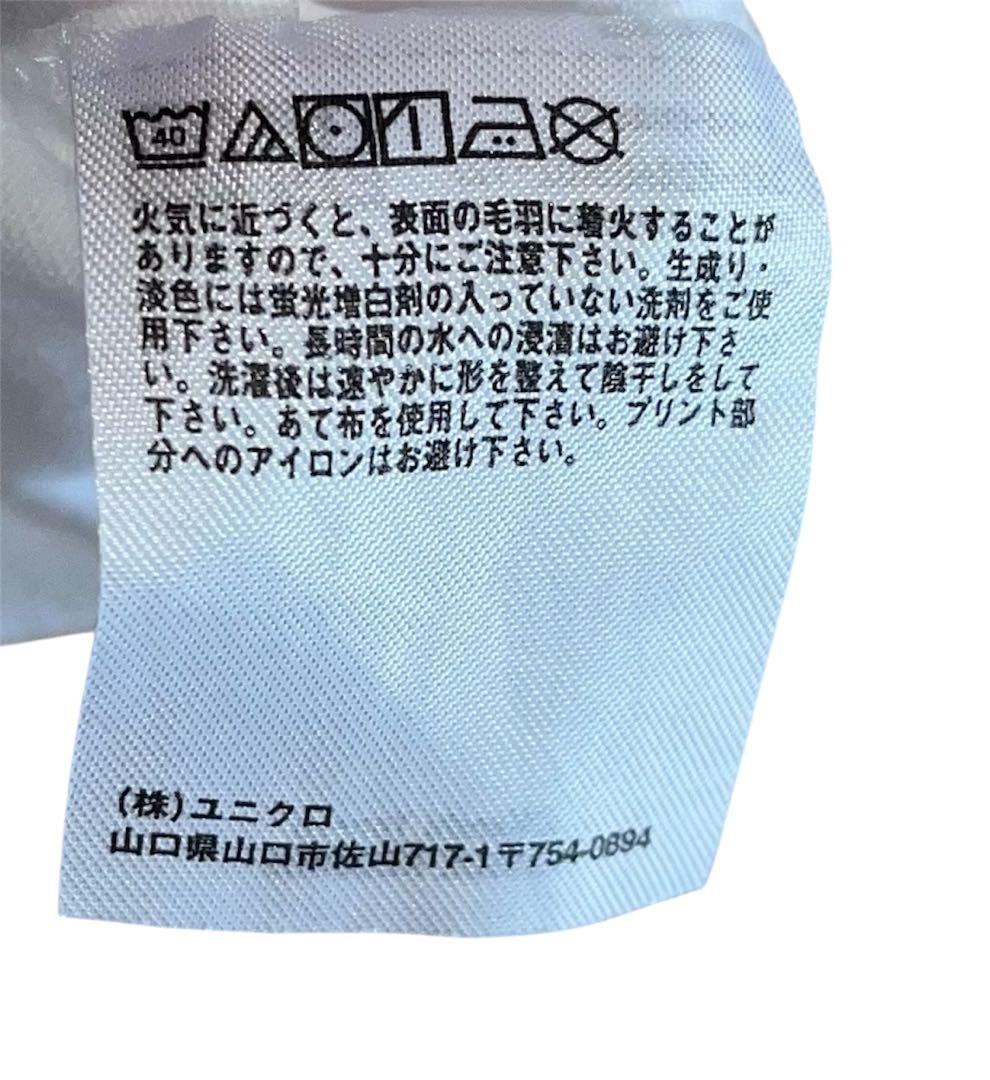 40
火気に近づくと、表面の毛羽に着火することが
ありますので、十分にご注意下さい。生成り・
淡色には蛍光増白剤の入っていない洗剤をご使
用下さい。長時間の水への浸漬はお避け下さ
い。洗濯後は速やかに形を整えて陰干しをして
下さい。あて布を使用して下さい。プリント部
分へのアイロンはお避け下さい。
(株)ユニクロ
山口県山口市佐山717-1〒754-0894